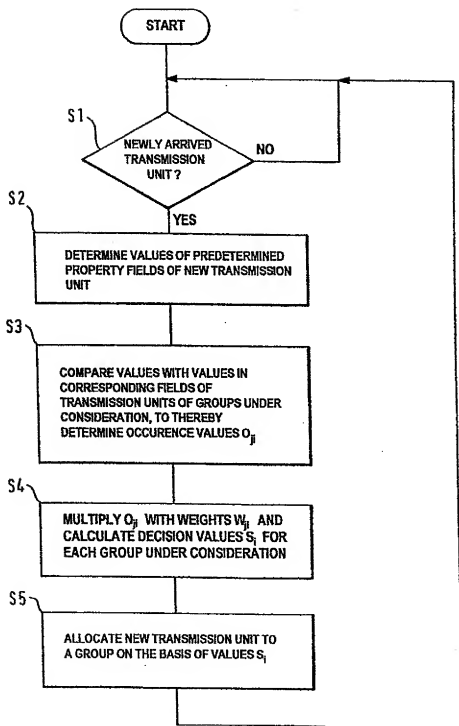 START
S1
NEWLY ARRIVED
TRANSMISSION
UNIT ?
NO
YES
S2
DETERMINE VALUES OF PREDETERMINED
PROPERTY FIELDS OF NEW TRANSMISSION
UNIT
S3
COMPARE VALUES WITH VALUES IN
CORRESPONDING FIELDS OF
TRANSMISSION UNITS OF GROUPS UNDER
CONSIDERATION, TO THEREBY
DETERMINE OCCURENCE VALUES Oji
S4
MULTIPLY Oji WITH WEIGHTS Wji AND
CALCULATE DECISION VALUES Si FOR
EACH GROUP UNDER CONSIDERATION
S5
ALLOCATE NEW TRANSMISSION UNIT TO
A GROUP ON THE BASIS OF VALUES Si